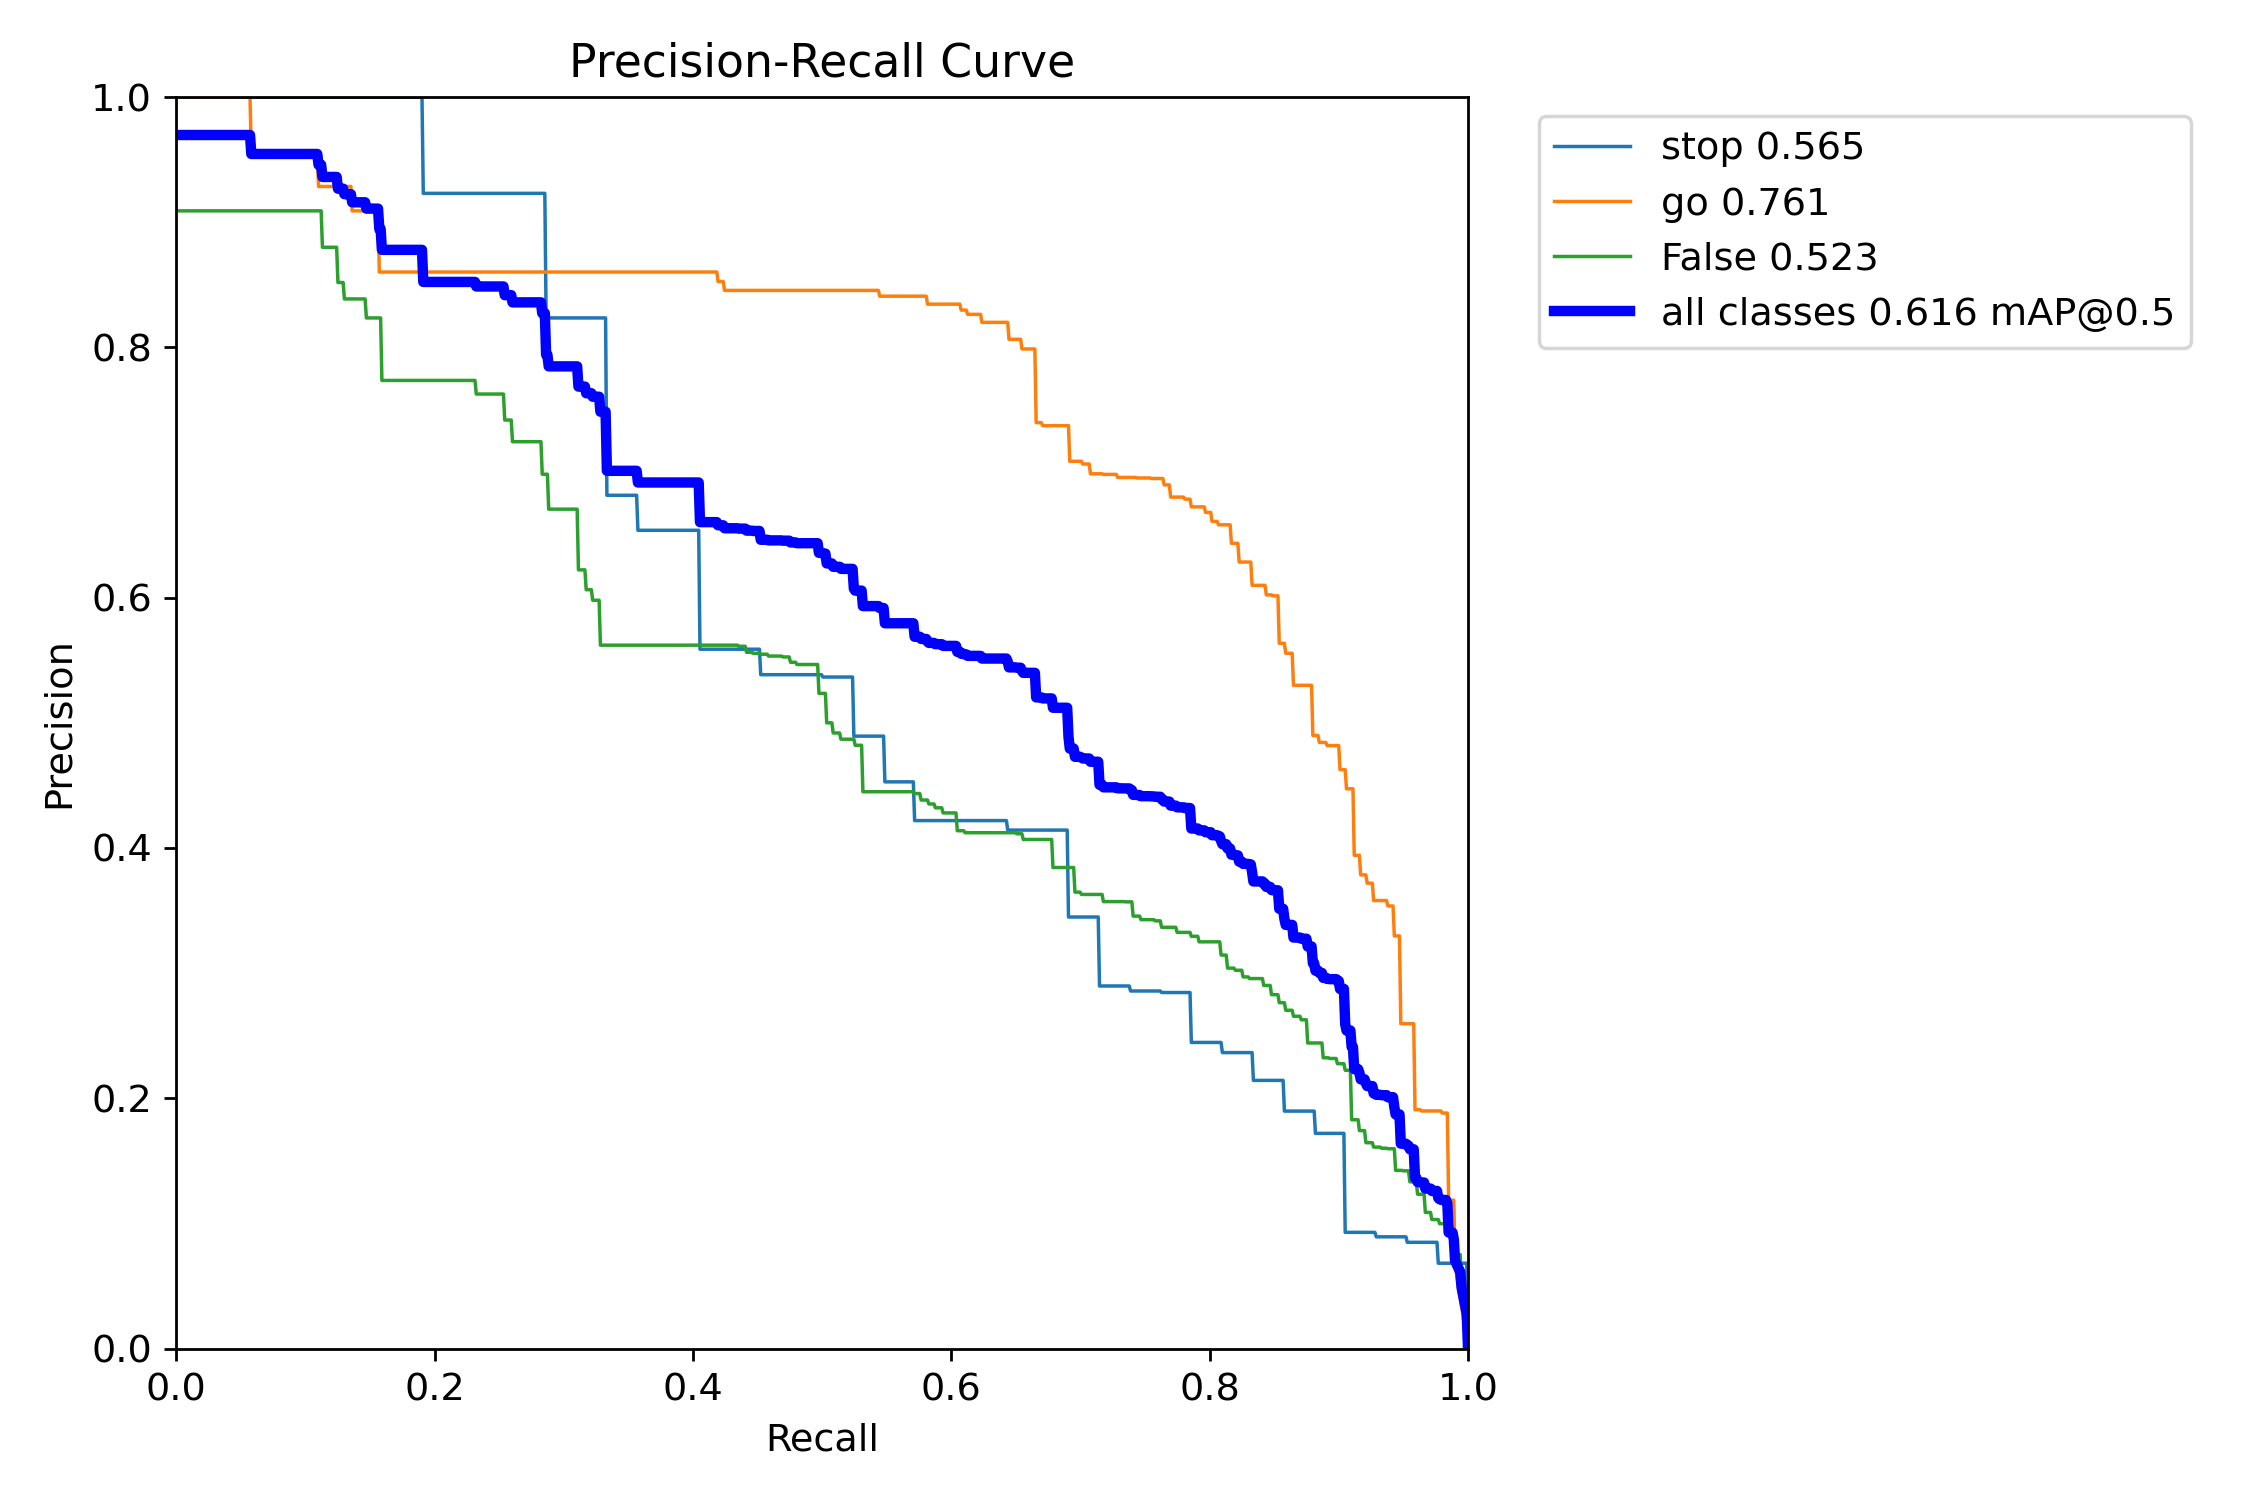 Precision-Recall Curve
1.0
0.8
0.6
0.4
0.2
0.0
Precision
0.0 0.2 0.4 0.6 0.8 1.0
Recall
stop 0.565
go 0.761
False 0.523
all classes 0.616 mAP@0.5